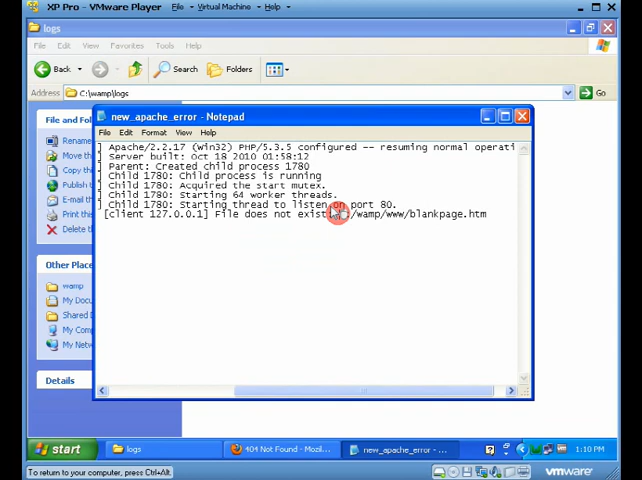 XP Pro - VMware Player File Virtual Machine Help
logs
File Edit View Favorites Tools Help
Back Search Folders
Address C:\wamp\logs Go
File and Fol
Rename
Move th
Copy this
Publish t
E-mail th
Print this
Delete th
Other Place
wamp
My Docu
Shared D
My Comp
My Netw
Details
new_apache_error - Notepad
File Edit Format View Help
] Apache/2.2.17 (Win32) PHP/5.3.5 configured -- resuming normal operati
] Server built: Oct 18 2010 01:58:12
] Parent: Created child process 1780
] Child 1780: Child process is running
] Child 1780: Acquired the start mutex.
] Child 1780: Starting 64 worker threads.
] Child 1780: Starting thread to listen on port 80.
[client 127.0.0.1] File does not exist /wamp/www/blankpage.htm
start logs 404 Not Found - Mozil... new_apache_error - ... 1:10 PM
To return to your computer, press Ctrl+Alt. vmware